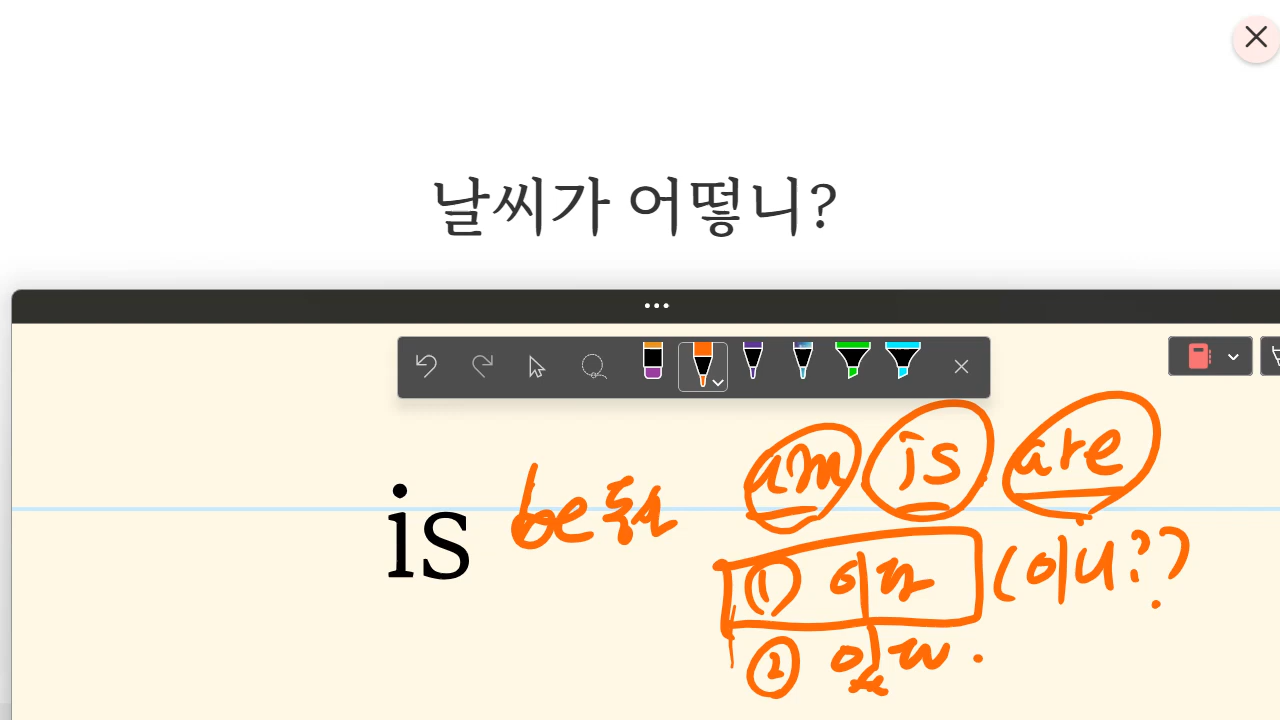 날씨가 어떻니?
am is are
is be동사
① 이다 (이니?)
② 있다.